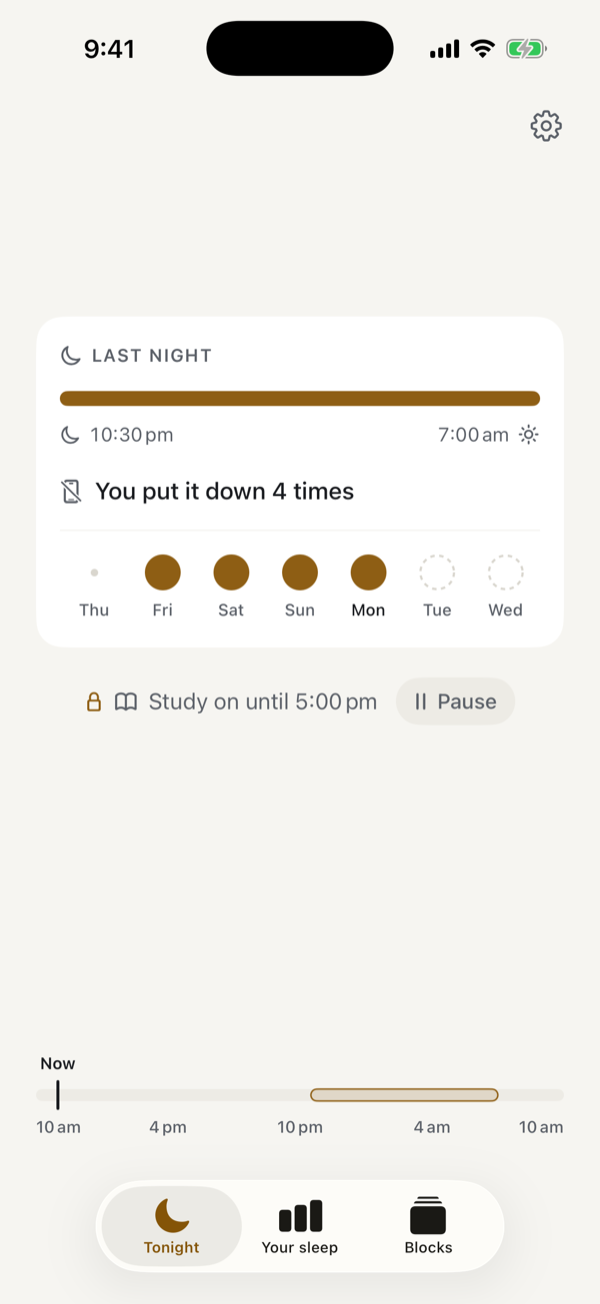 9:41
LAST NIGHT
10:30 pm 7:00 am
You put it down 4 times
Thu Fri Sat Sun Mon Tue Wed
Study on until 5:00 pm Pause
Now
10 am 4 pm 10 pm 4 am 10 am
Tonight Your sleep Blocks